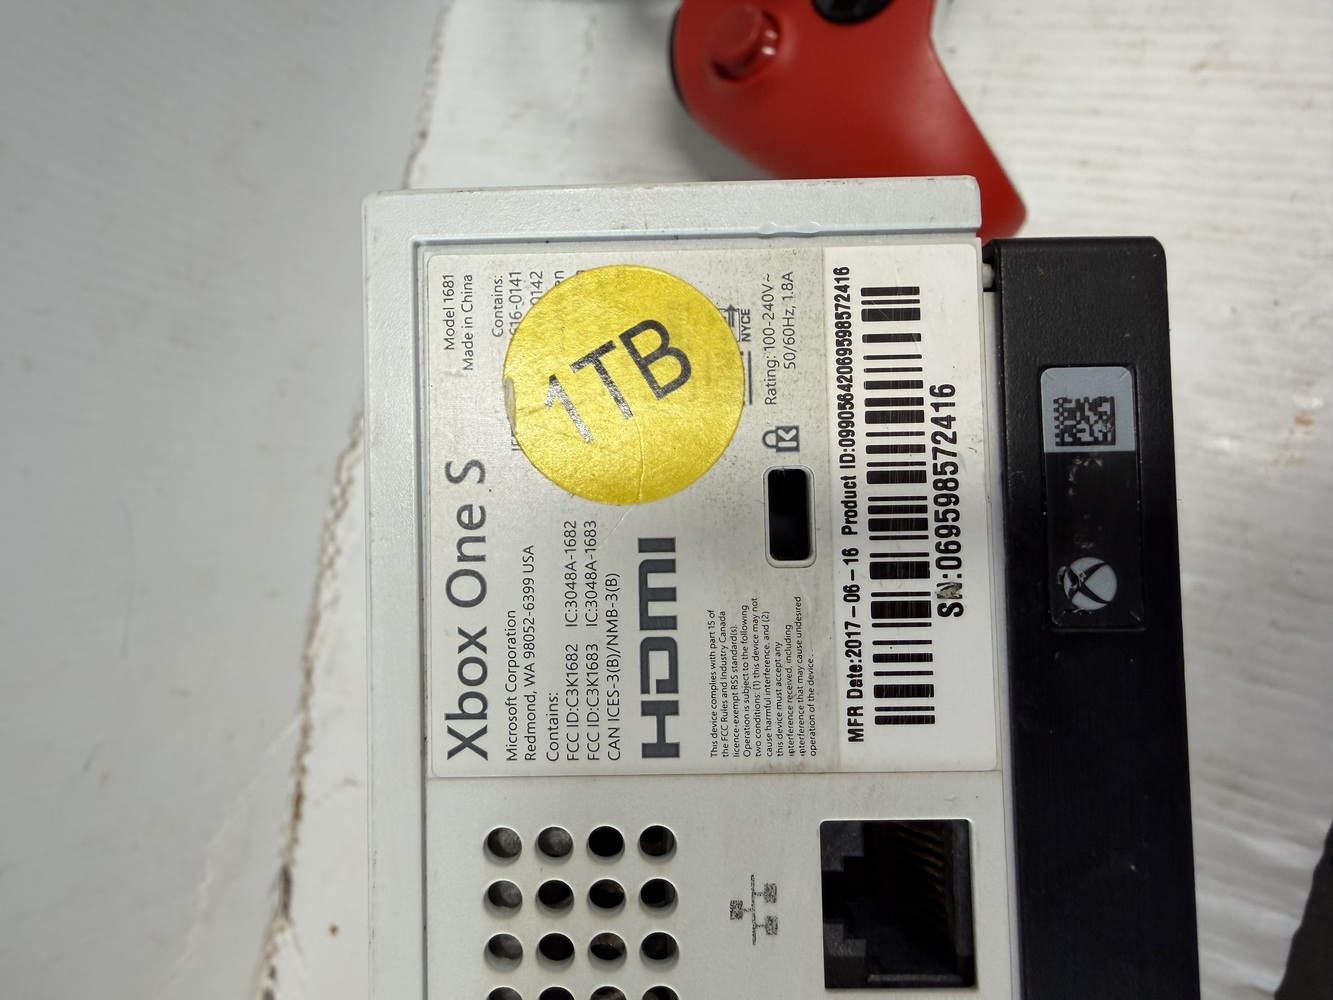 Xbox One S
Model 1681
Made in China
Microsoft Corporation
Redmond, WA 98052-6399 USA
Contains:
FCC ID:C3K1682 IC:3048A-1682
FCC ID:C3K1683 IC:3048A-1683
CAN ICES-3(B)/NMB-3(B)
Contains:
616-0141
0142
1TB
HDMI
NYCE
This device complies with part 15 of
the FCC Rules and Industry Canada
licence-exempt RSS standard(s).
Operation is subject to the following
two conditions: (1) this device may not
cause harmful interference, and (2)
this device must accept any
interference received, including
interference that may cause undesired
operation of the device.
Rating: 100-240V~
50/60Hz, 1.8A
MFR Date:2017-06-16 Product ID:09905642069598572416
SN:069598572416